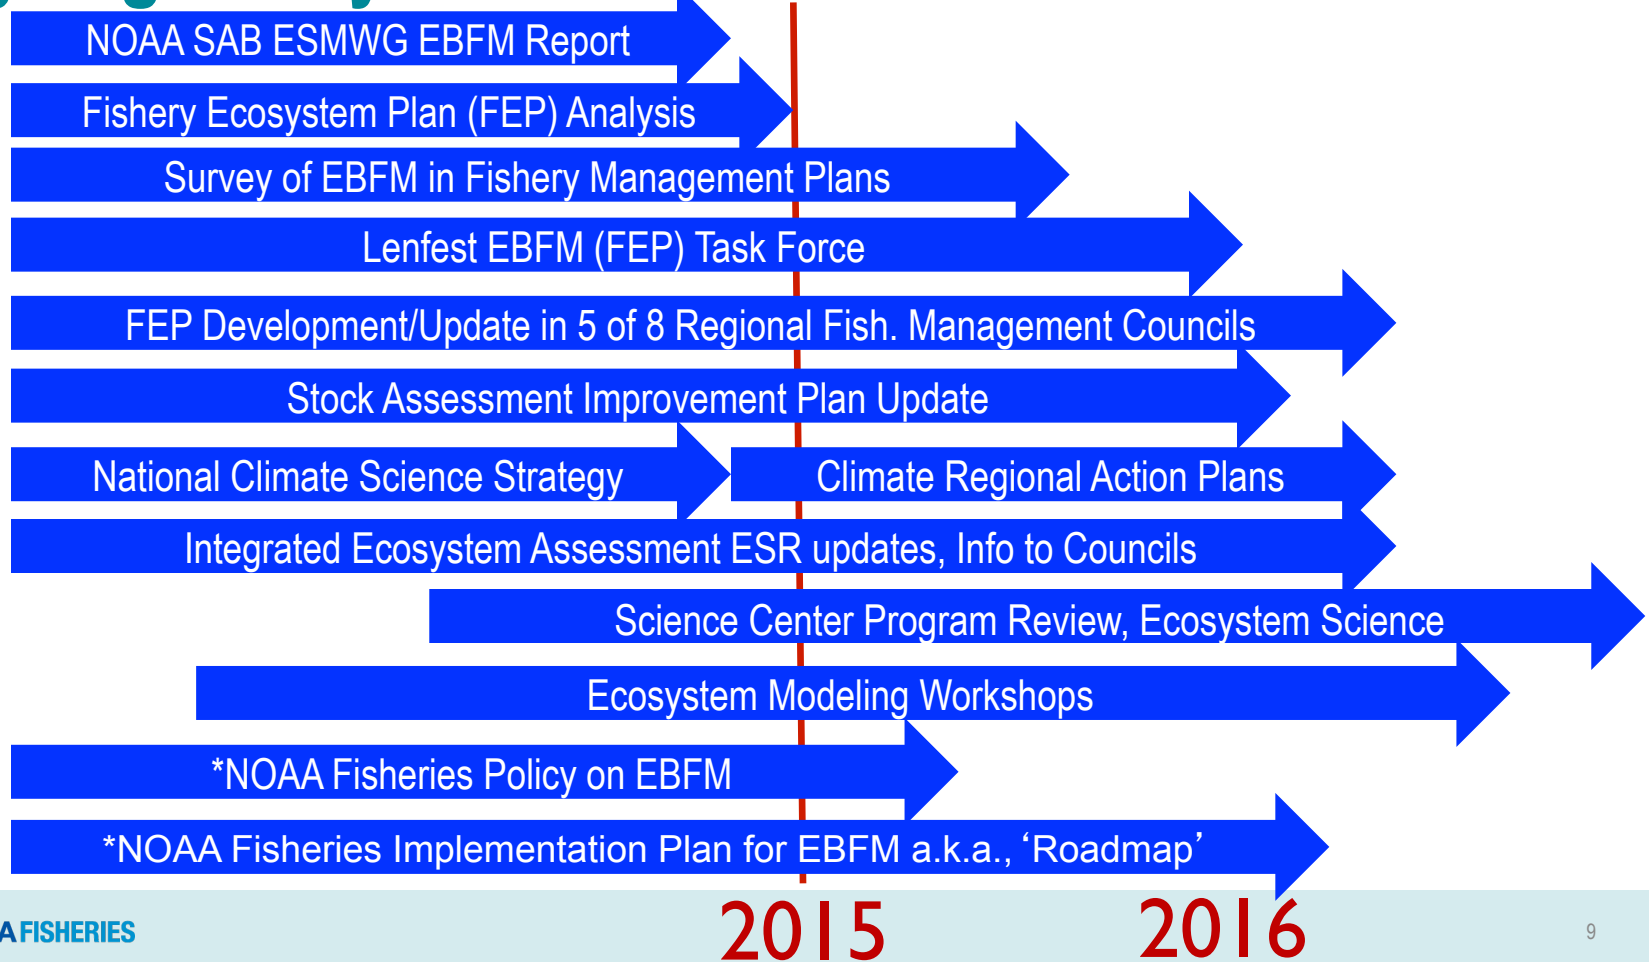 NOAA SAB ESMWG EBFM Report
Fishery Ecosystem Plan (FEP) Analysis
Survey of EBFM in Fishery Management Plans
Lenfest EBFM (FEP) Task Force
FEP Development/Update in 5 of 8 Regional Fish. Management Councils
Stock Assessment Improvement Plan Update
National Climate Science Strategy
Climate Regional Action Plans
Integrated Ecosystem Assessment ESR updates, Info to Councils
Science Center Program Review, Ecosystem Science
Ecosystem Modeling Workshops
*NOAA Fisheries Policy on EBFM
*NOAA Fisheries Implementation Plan for EBFM a.k.a., ‘Roadmap’
2015
2016
A FISHERIES
9